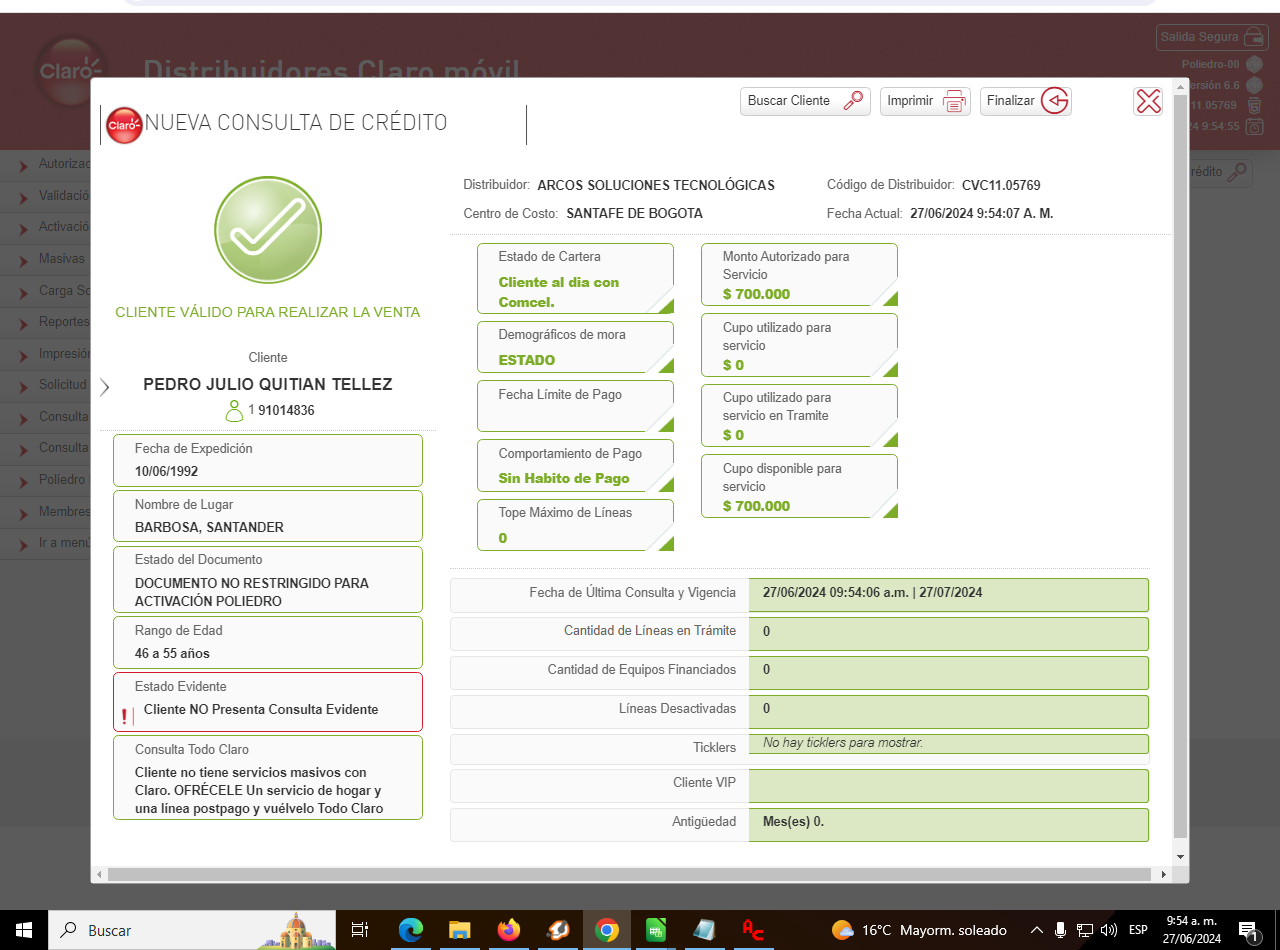 Claro
Distribuidores Claro móvil
Salida Segura
Poliedro-00
ersión 6.6
11.05769
24 9:54:55
Buscar Cliente
Imprimir
Finalizar
Claro
NUEVA CONSULTA DE CRÉDITO
Autorizac
Validació
Activació
Masivas
Carga So
Reportes
Impresión
Solicitud
Consulta
Consulta
Poliedro
Membres
Ir a menú
rédito
CLIENTE VÁLIDO PARA REALIZAR LA VENTA
Cliente
PEDRO JULIO QUITIAN TELLEZ
1 91014836
Fecha de Expedición
10/06/1992
Nombre de Lugar
BARBOSA, SANTANDER
Estado del Documento
DOCUMENTO NO RESTRINGIDO PARA
ACTIVACIÓN POLIEDRO
Rango de Edad
46 a 55 años
Estado Evidente
Cliente NO Presenta Consulta Evidente
Consulta Todo Claro
Cliente no tiene servicios masivos con
Claro. OFRÉCELE Un servicio de hogar y
una línea postpago y vuélvelo Todo Claro
Distribuidor: ARCOS SOLUCIONES TECNOLÓGICAS
Código de Distribuidor: CVC11.05769
Centro de Costo: SANTAFE DE BOGOTA
Fecha Actual: 27/06/2024 9:54:07 A. M.
Estado de Cartera
Cliente al dia con
Comcel.
Demográficos de mora
ESTADO
Fecha Límite de Pago
Comportamiento de Pago
Sin Habito de Pago
Tope Máximo de Líneas
0
Monto Autorizado para
Servicio
$ 700.000
Cupo utilizado para
servicio
$ 0
Cupo utilizado para
servicio en Tramite
$ 0
Cupo disponible para
servicio
$ 700.000
Fecha de Última Consulta y Vigencia 27/06/2024 09:54:06 a.m. | 27/07/2024
Cantidad de Líneas en Trámite 0
Cantidad de Equipos Financiados 0
Líneas Desactivadas 0
Ticklers No hay ticklers para mostrar.
Cliente VIP
Antigüedad Mes(es) 0.
Buscar
16°C Mayorm. soleado
ESP
9:54 a. m.
27/06/2024
1